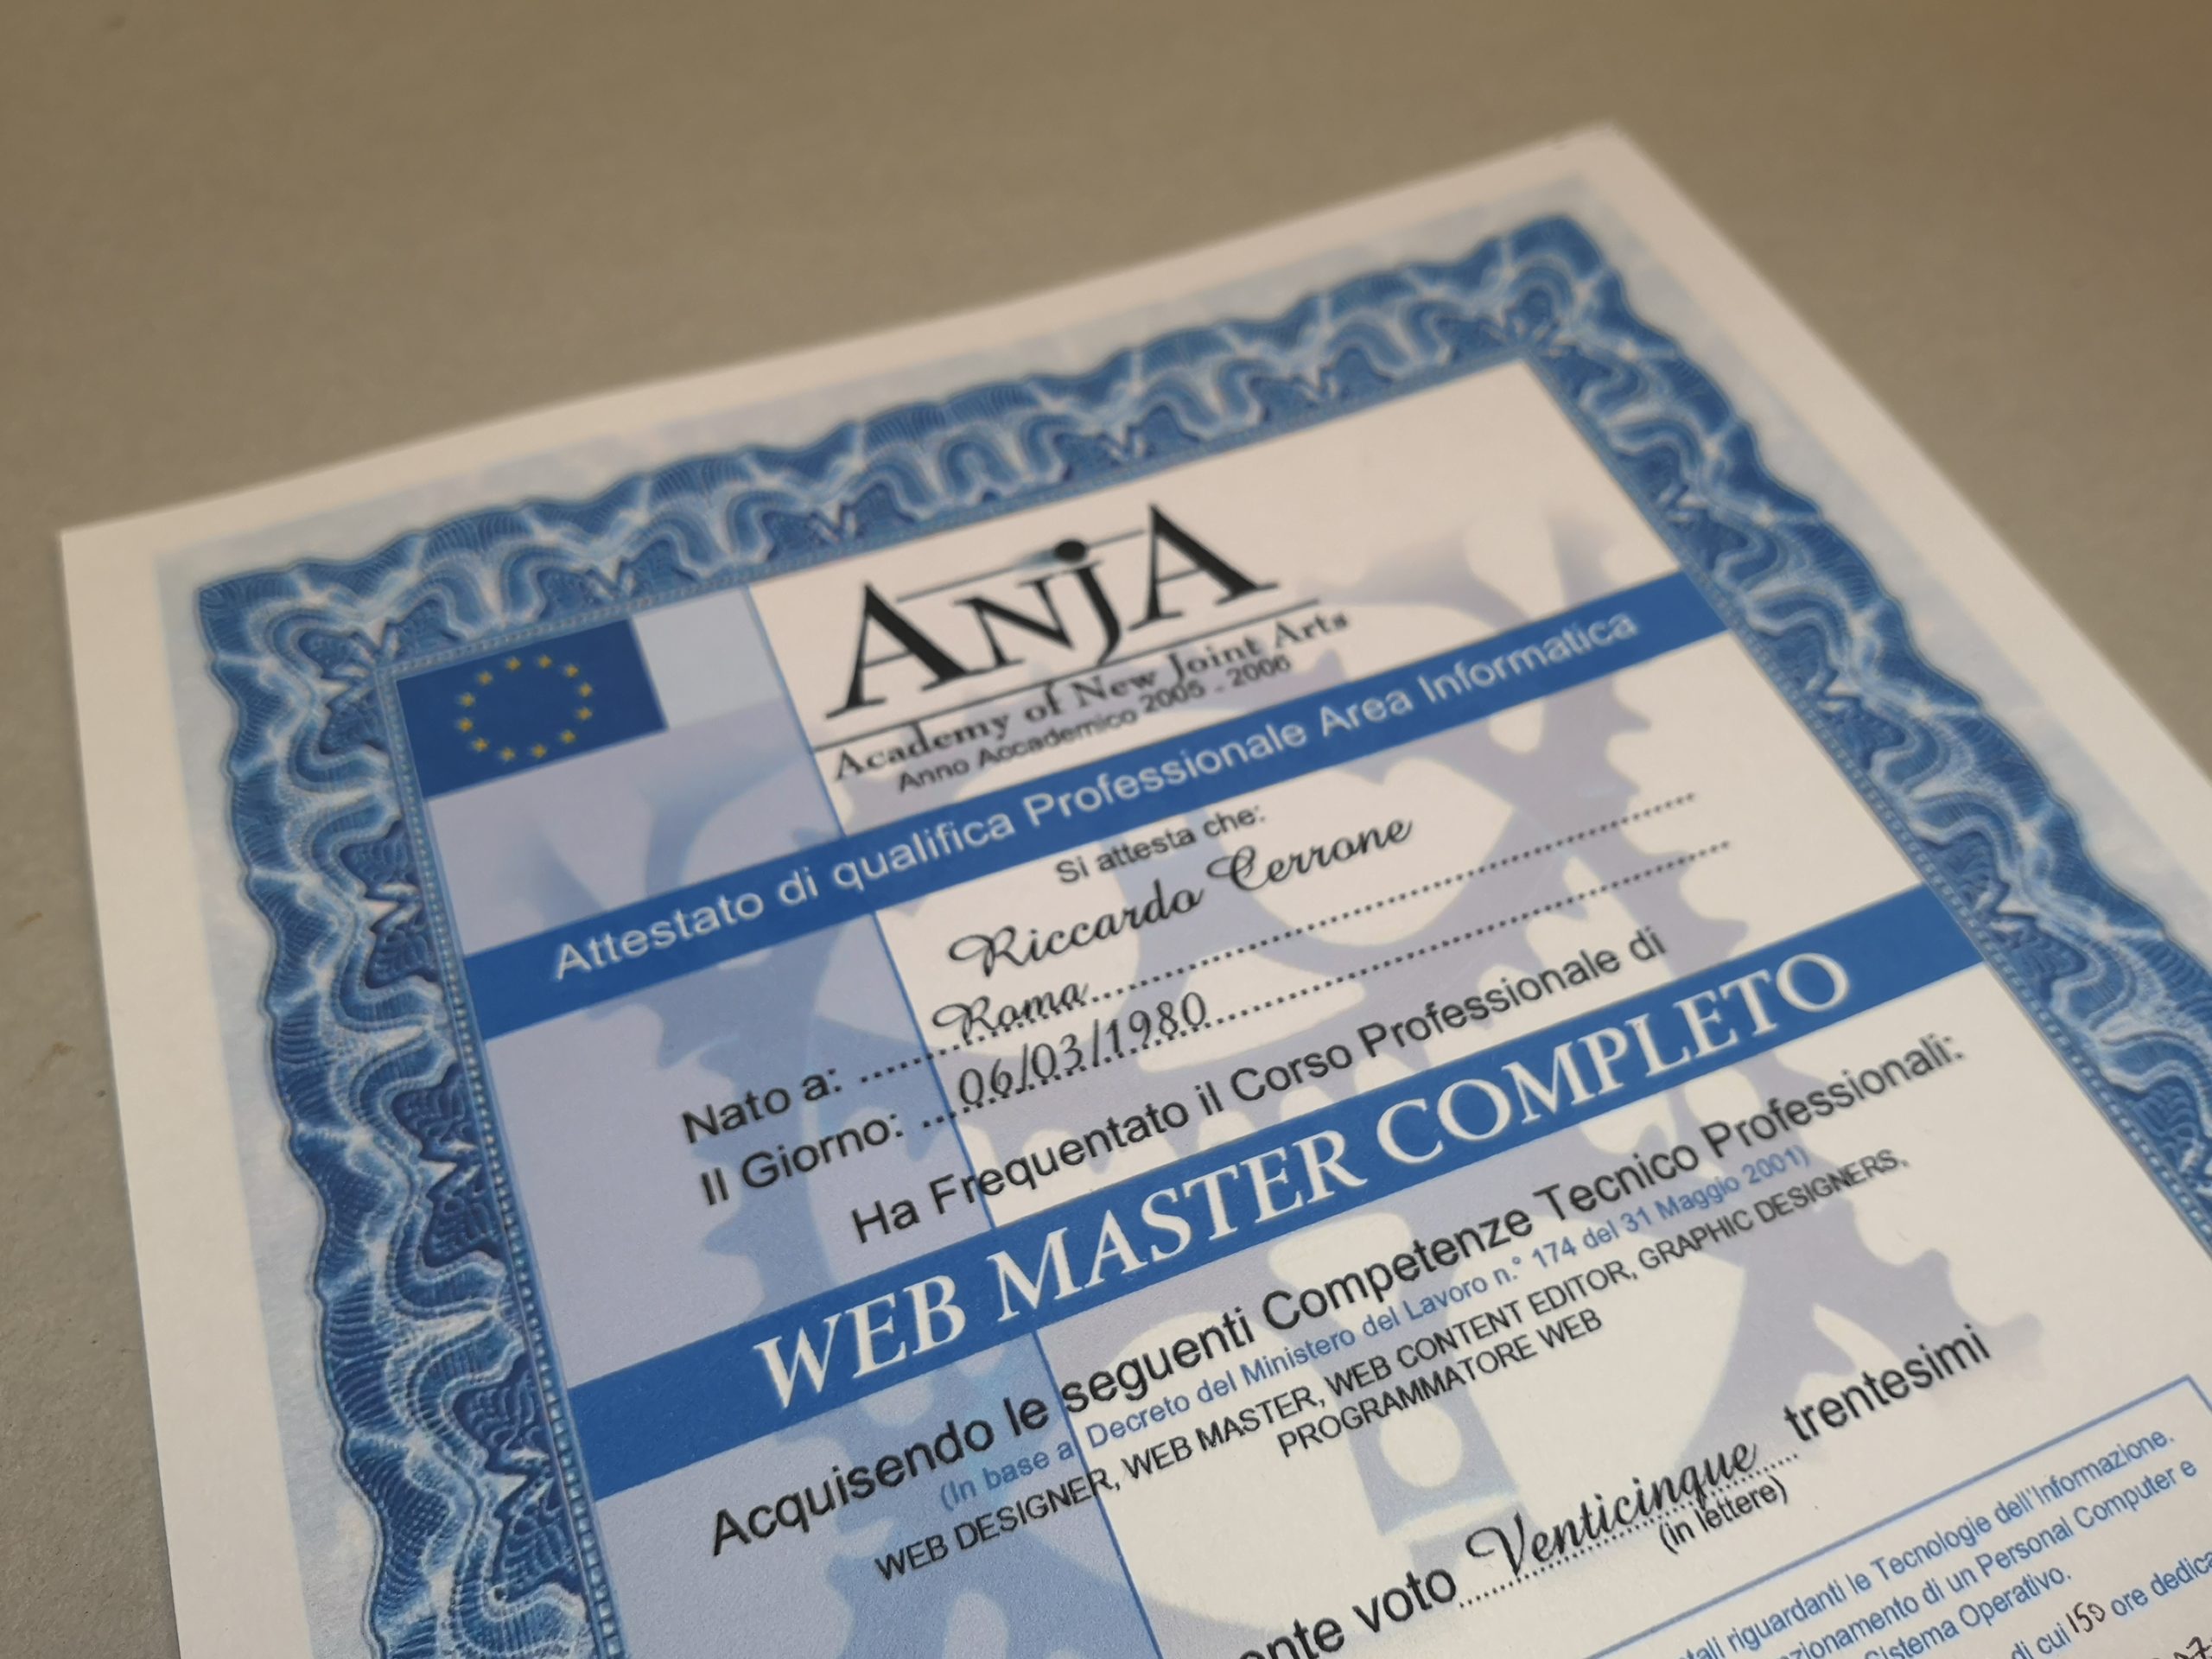 ANJA
Academy of New Joint Arts
Anno Accademico 2005 - 2006
Attestato di qualifica Professionale Area Informatica
Si attesta che:
Riccardo Cerrone
Nato a: Roma
Il Giorno: 06/03/1980
Ha Frequentato il Corso Professionale di
WEB MASTER COMPLETO
Acquisendo le seguenti Competenze Tecnico Professionali:
(In base al Decreto del Ministero del Lavoro n.° 174 del 31 Maggio 2001)
WEB DESIGNER, WEB MASTER, WEB CONTENT EDITOR, GRAPHIC DESIGNERS,
PROGRAMMATORE WEB
voto Venticinque trentesimi
(in lettere)
riguardanti le Tecnologie dell'Informazione.
di un Personal Computer e
Sistema Operativo.
di cui 150 ore